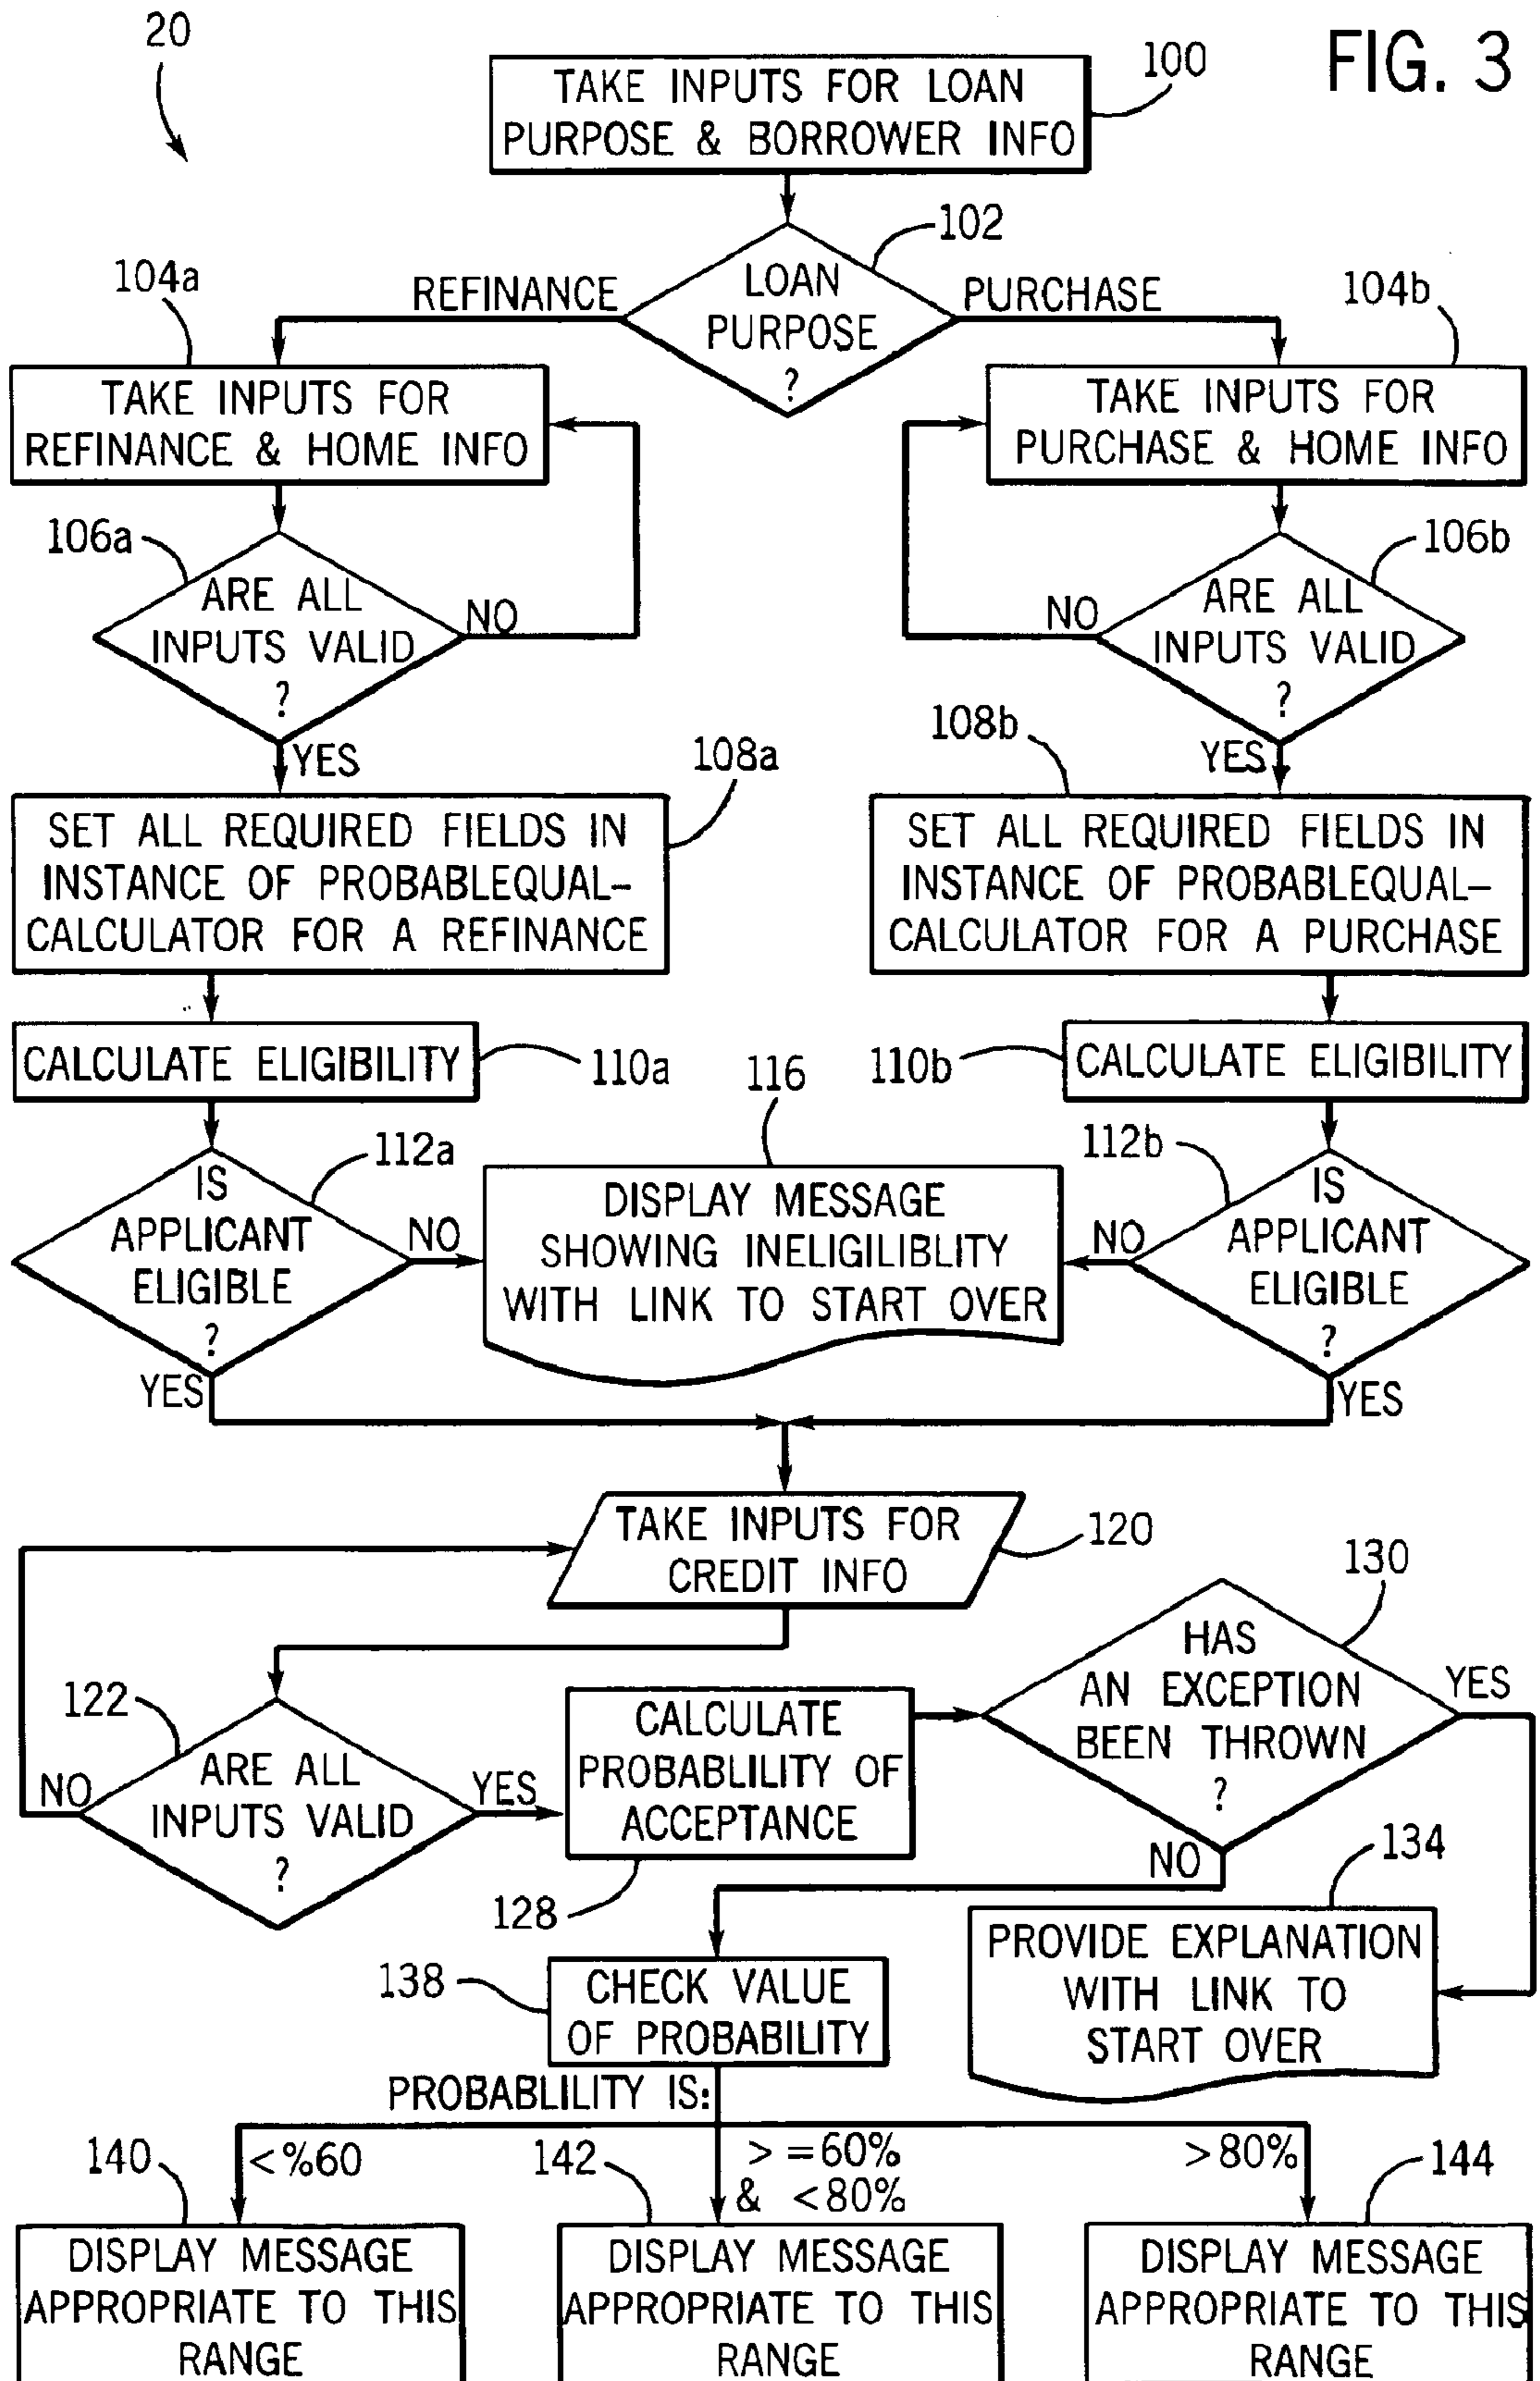 20
FIG. 3
TAKE INPUTS FOR LOAN
PURPOSE & BORROWER INFO
100
102
LOAN
PURPOSE
?
REFINANCE
PURCHASE
104a
104b
TAKE INPUTS FOR
REFINANCE & HOME INFO
TAKE INPUTS FOR
PURCHASE & HOME INFO
106a
ARE ALL
INPUTS VALID
?
NO
YES
106b
ARE ALL
INPUTS VALID
?
NO
YES
108a
SET ALL REQUIRED FIELDS IN
INSTANCE OF PROBABLEQUAL-
CALCULATOR FOR A REFINANCE
108b
SET ALL REQUIRED FIELDS IN
INSTANCE OF PROBABLEQUAL-
CALCULATOR FOR A PURCHASE
CALCULATE ELIGIBILITY
110a
116
110b
CALCULATE ELIGIBILITY
112a
IS
APPLICANT
ELIGIBLE
?
NO
YES
DISPLAY MESSAGE
SHOWING INELIGILIBLITY
WITH LINK TO START OVER
112b
IS
APPLICANT
ELIGIBLE
?
NO
YES
TAKE INPUTS FOR
CREDIT INFO
120
122
ARE ALL
INPUTS VALID
?
NO
YES
CALCULATE
PROBABLILITY OF
ACCEPTANCE
128
130
HAS
AN EXCEPTION
BEEN THROWN
?
YES
NO
134
PROVIDE EXPLANATION
WITH LINK TO
START OVER
138
CHECK VALUE
OF PROBABILITY
PROBABLILITY IS:
140
<%60
142
> =60%
& <80%
>80%
144
DISPLAY MESSAGE
APPROPRIATE TO THIS
RANGE
DISPLAY MESSAGE
APPROPRIATE TO THIS
RANGE
DISPLAY MESSAGE
APPROPRIATE TO THIS
RANGE